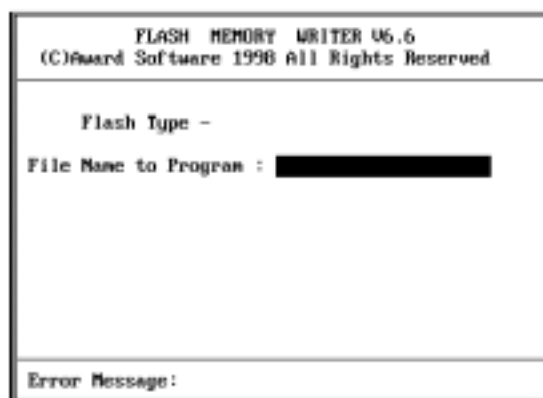 FLASH MEMORY WRITER V6.6
(C)Award Software 1998 All Rights Reserved
Flash Type -
File Name to Program :
Error Message: